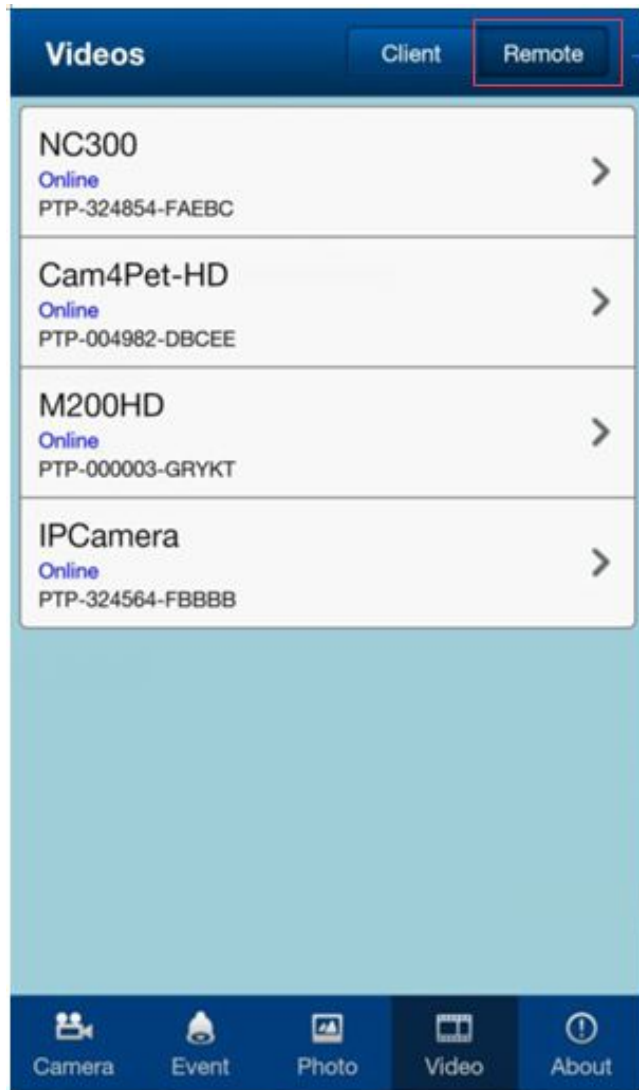 Videos
Client
Remote
NC300
Online
PTP-324854-FAEBC
Cam4Pet-HD
Online
PTP-004982-DBCEE
M200HD
Online
PTP-000003-GRYKT
IPCamera
Online
PTP-324564-FBBBB
Camera
Event
Photo
Video
About